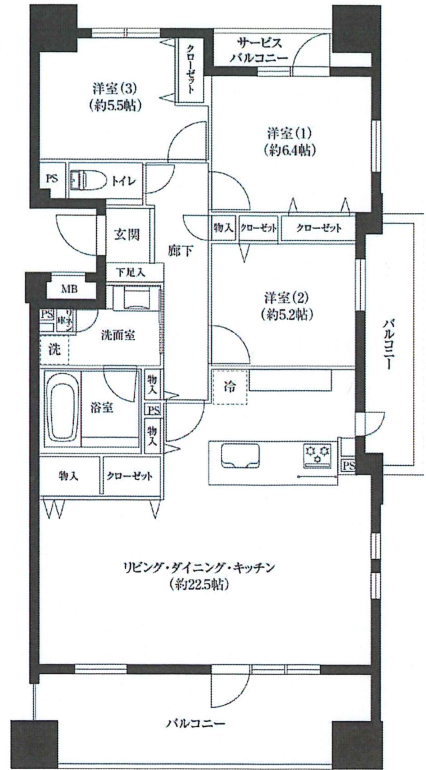 サービス
バルコニー
クローゼット
洋室(3)
(約5.5帖)
洋室(1)
(約6.4帖)
PS
トイレ
玄関
廊下
物入
クローゼット
クローゼット
下足入
MB
洋室(2)
(約5.2帖)
バルコニー
PS
リネン庫
洗面室
洗
浴室
物入
PS
物入
冷
物入
クローゼット
PS
リビング・ダイニング・キッチン
(約22.5帖)
バルコニー